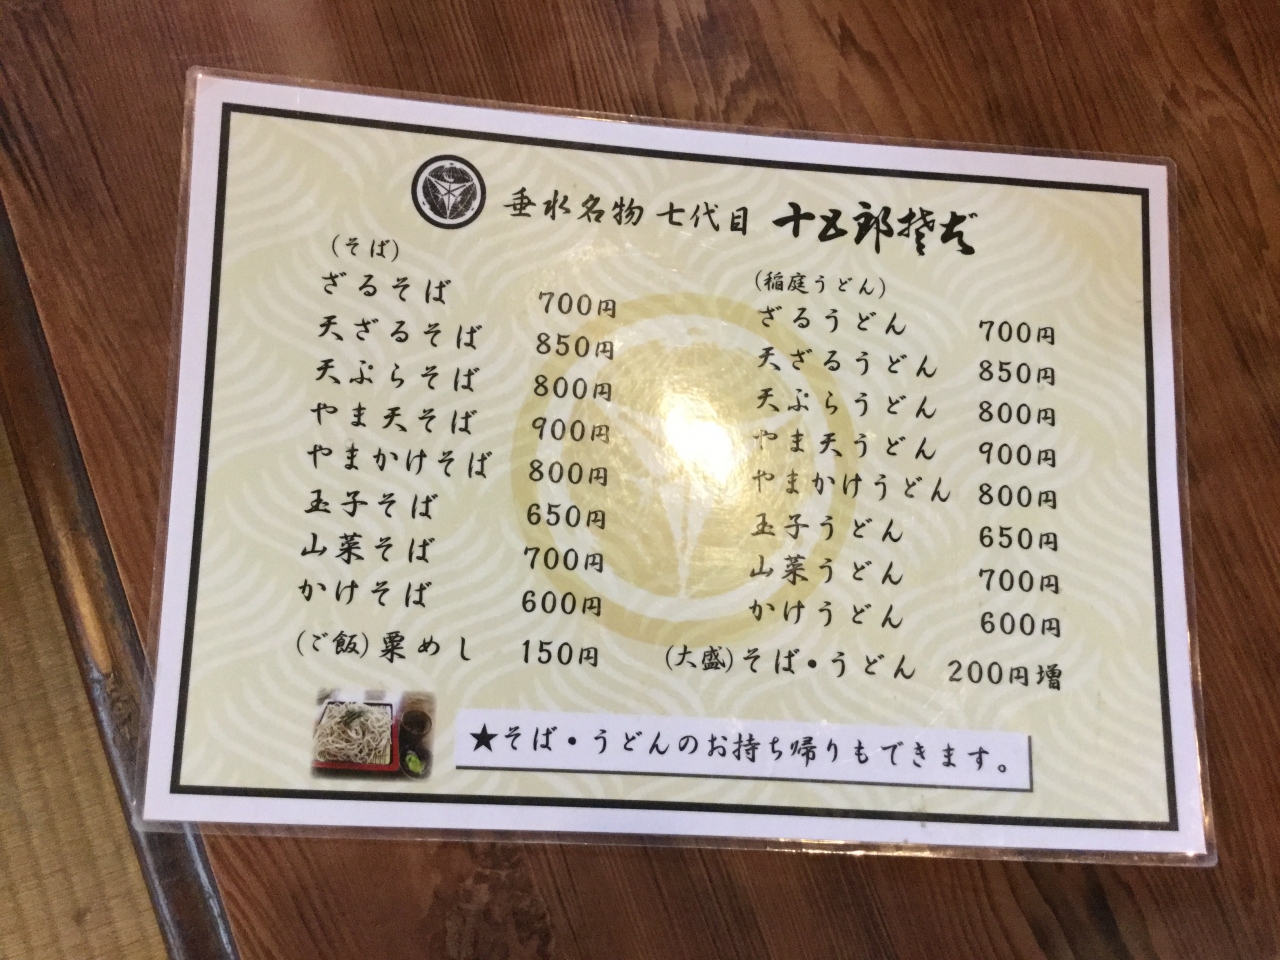 垂水名物 七代目 十五郎そば
(そば)
ざるそば 700円
天ざるそば 850円
天ぷらそば 800円
やま天そば 900円
やまかけそば 800円
玉子そば 650円
山菜そば 700円
かけそば 600円
(ご飯)粟めし 150円
(稲庭うどん)
ざるうどん 700円
天ざるうどん 850円
天ぷらうどん 800円
やま天うどん 900円
やまかけうどん 800円
玉子うどん 650円
山菜うどん 700円
かけうどん 600円
(大盛)そば・うどん 200円増
★そば・うどんのお持ち帰りもできます。